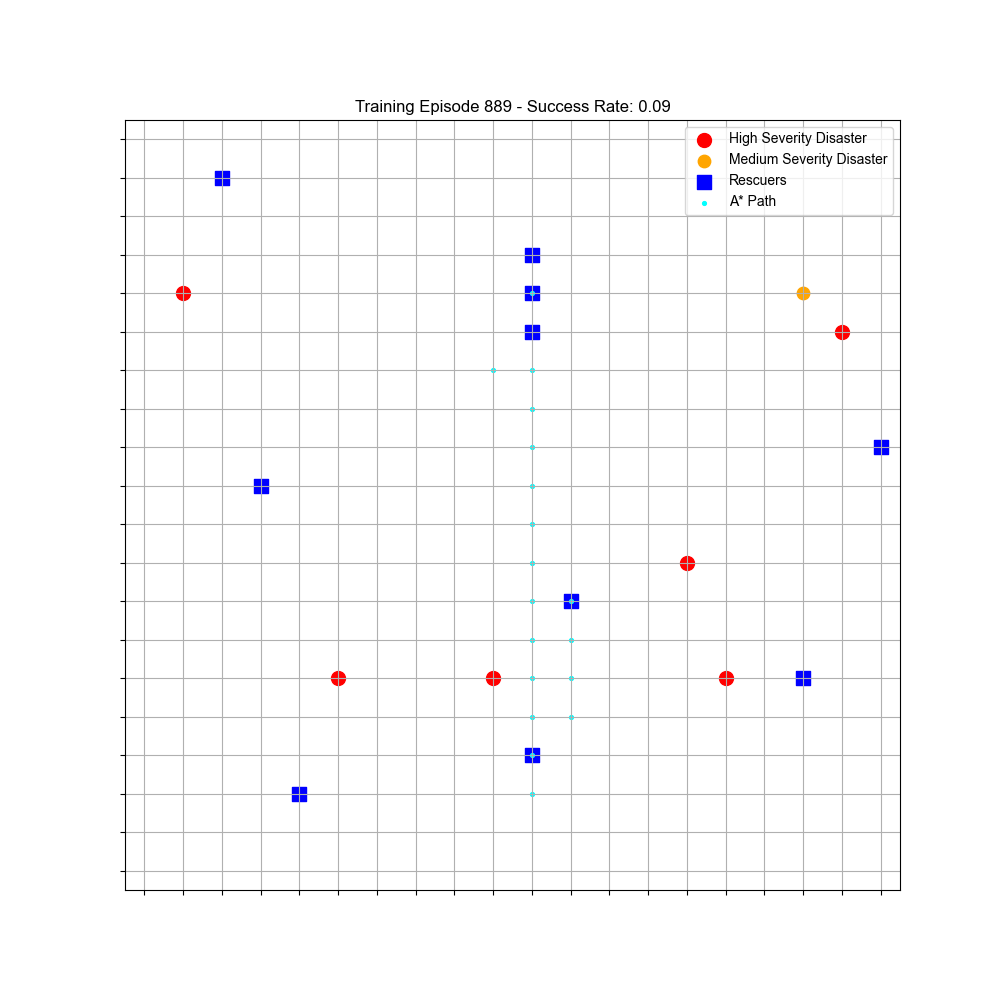 Training Episode 889 - Success Rate: 0.09
High Severity Disaster
Medium Severity Disaster
Rescuers
A* Path